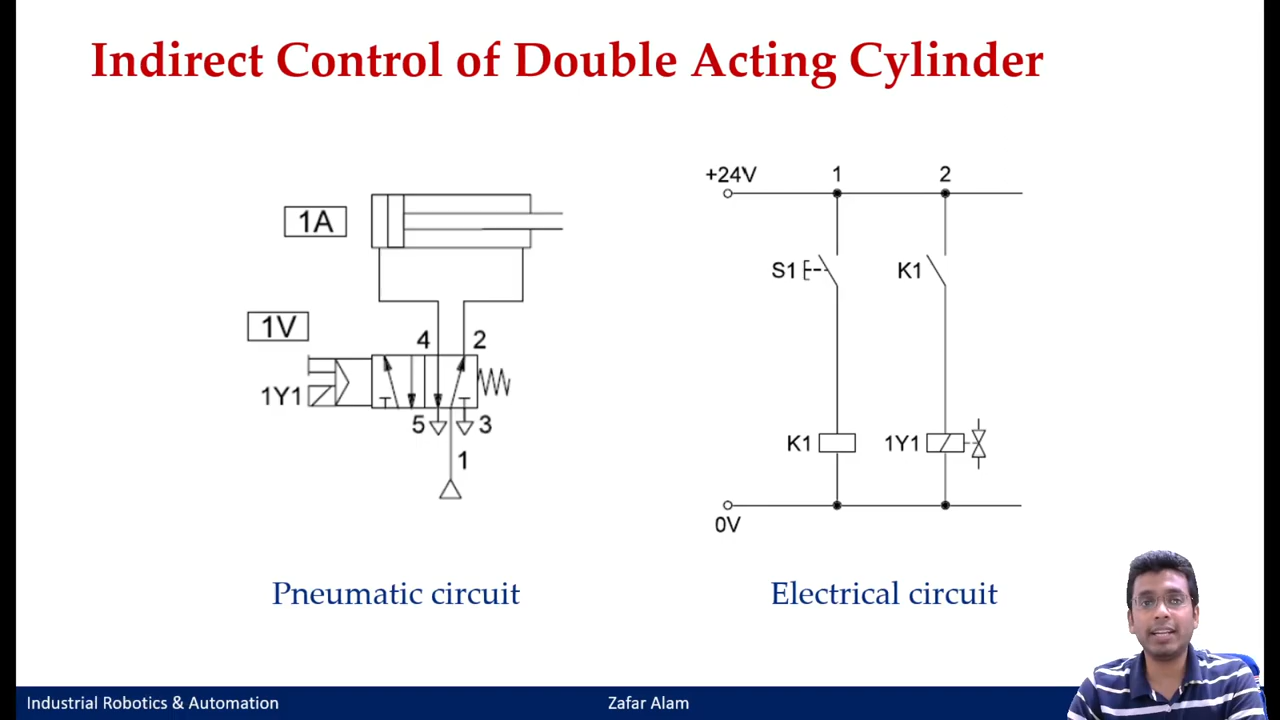 Indirect Control of Double Acting Cylinder
1A
1V
4 2
1Y1
5 3
1
Pneumatic circuit
+24V 1 2
S1 K1
K1 1Y1
0V
Electrical circuit
Industrial Robotics & Automation
Zafar Alam